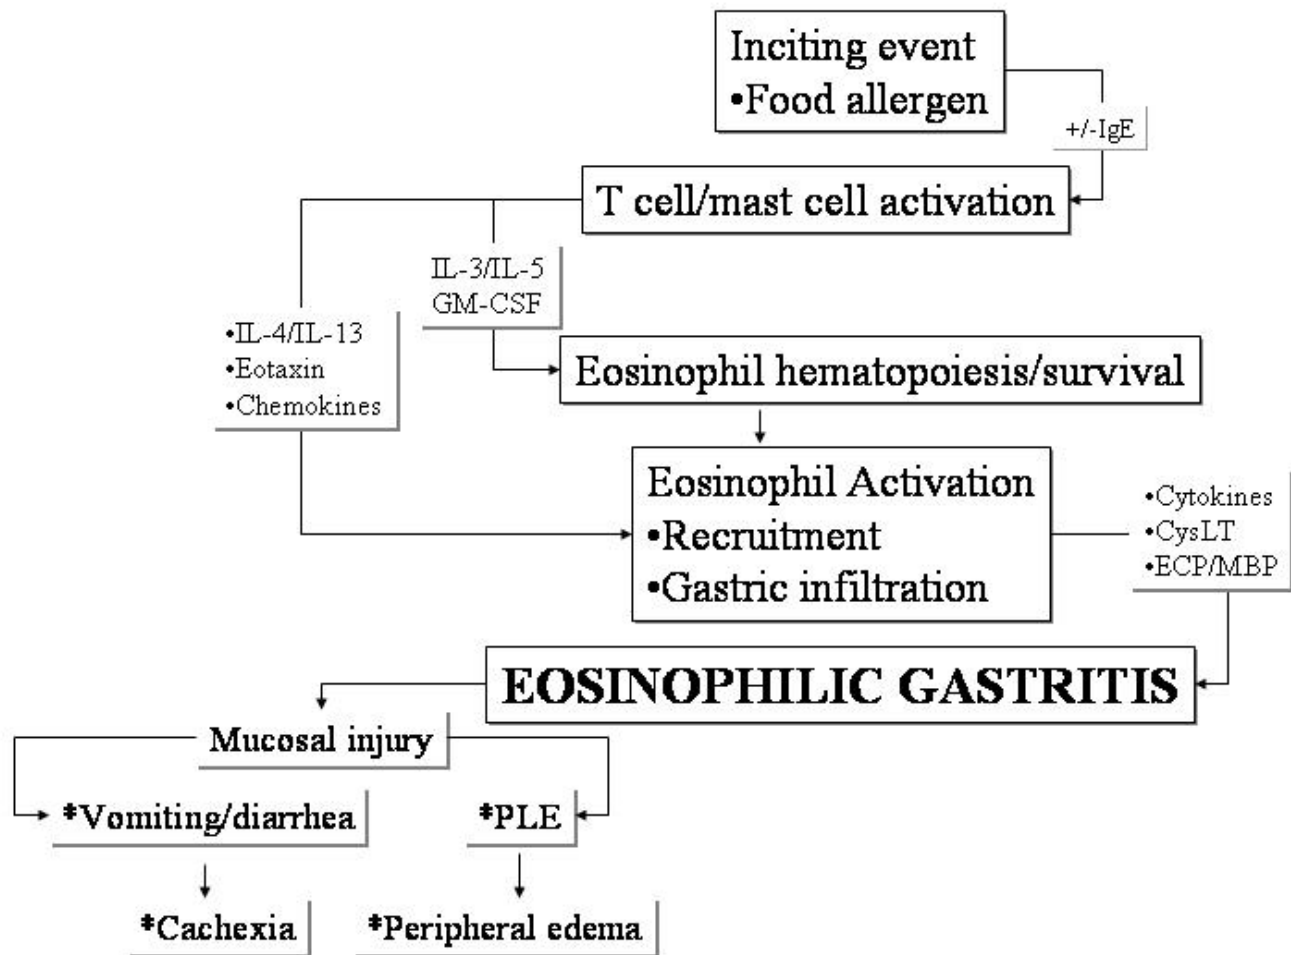 Inciting event
•Food allergen
+/-IgE
T cell/mast cell activation
IL-3/IL-5
GM-CSF
•IL-4/IL-13
•Eotaxin
•Chemokines
Eosinophil hematopoiesis/survival
Eosinophil Activation
•Recruitment
•Gastric infiltration
•Cytokines
•CysLT
•ECP/MBP
EOSINOPHILIC GASTRITIS
Mucosal injury
*Vomiting/diarrhea
*PLE
*Cachexia
*Peripheral edema